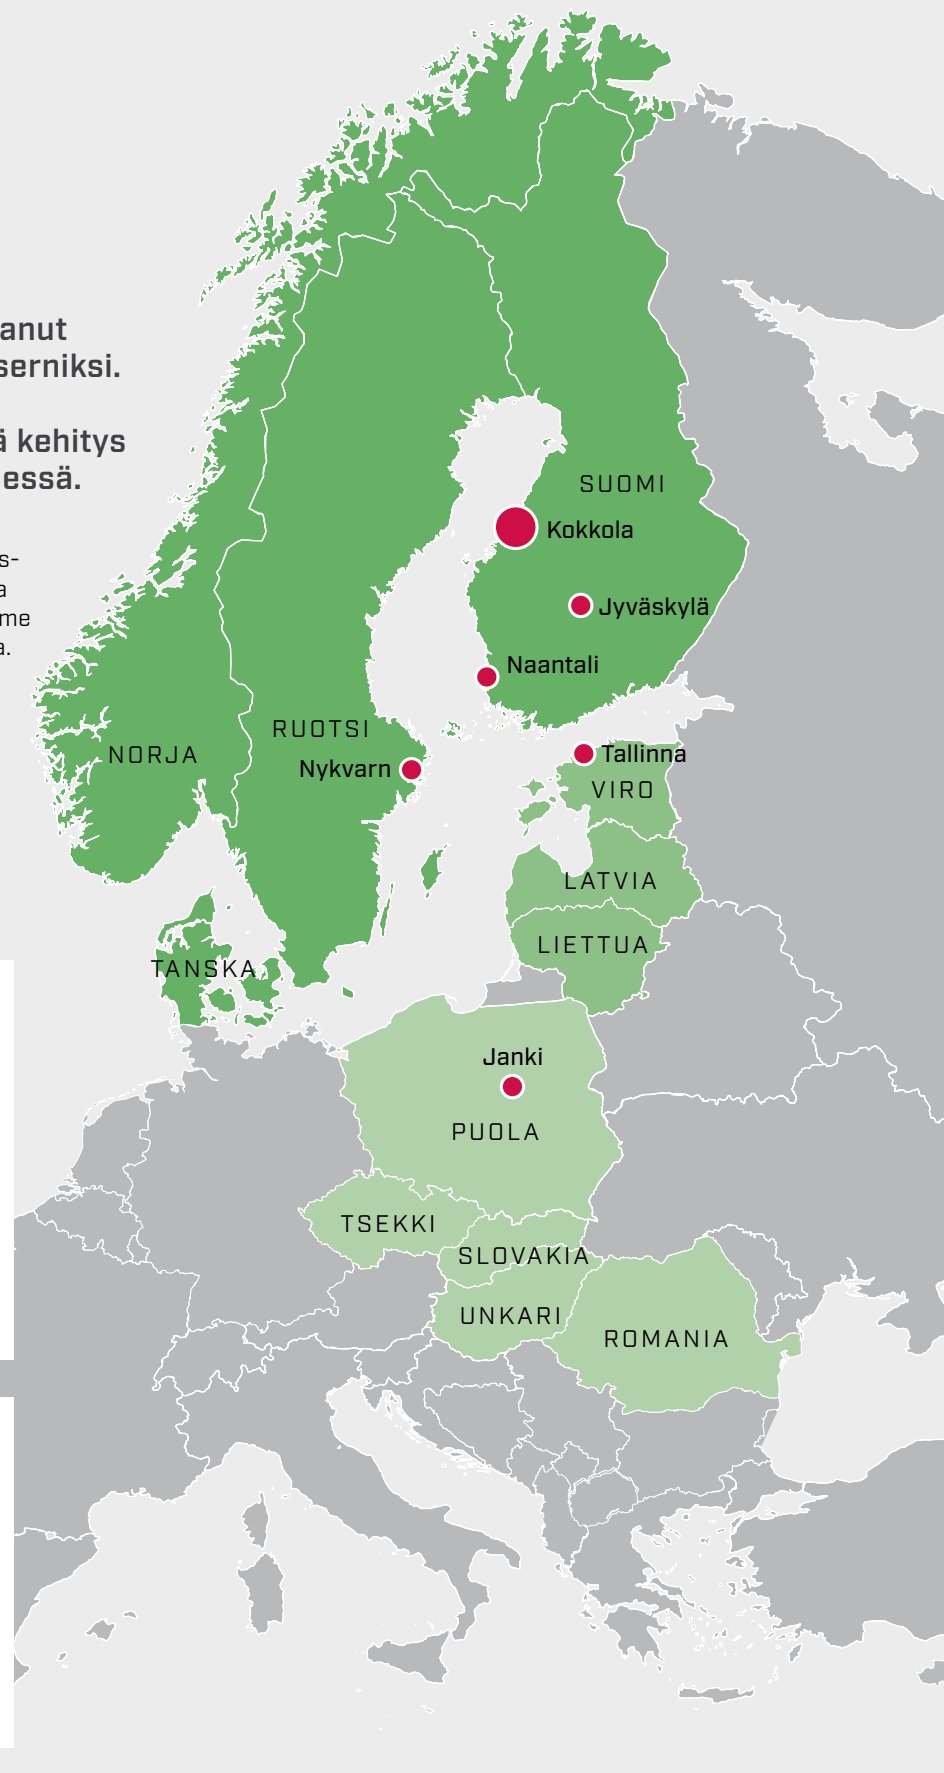 anut
serniksi.
ä kehitys
essä.
s-
a
me
a.
SUOMI
Kokkola
Jyväskylä
Naantali
RUOTSI
NORJA
Nykvarn
Tallinna
VIRO
LATVIA
LIETTUA
TANSKA
Janki
PUOLA
TSEKKI
SLOVAKIA
UNKARI
ROMANIA